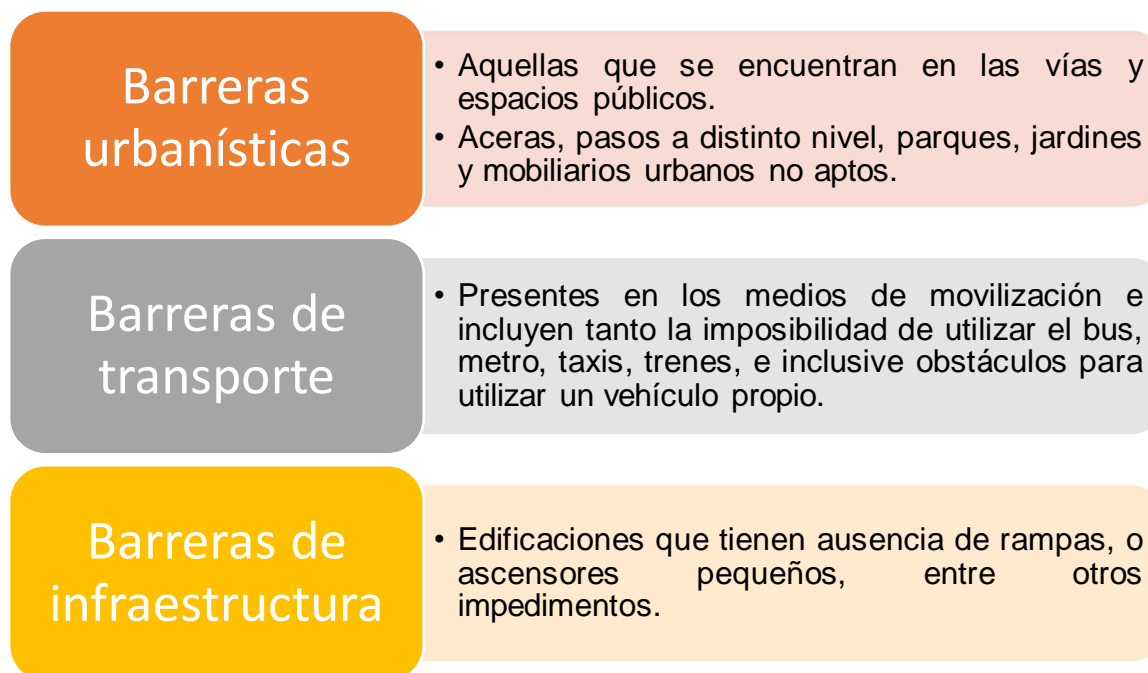 Barreras
urbanísticas
• Aquellas que se encuentran en las vías y
espacios públicos.
• Aceras, pasos a distinto nivel, parques, jardines
y mobiliarios urbanos no aptos.
Barreras de
transporte
• Presentes en los medios de movilización e
incluyen tanto la imposibilidad de utilizar el bus,
metro, taxis, trenes, e inclusive obstáculos para
utilizar un vehículo propio.
Barreras de
infraestructura
• Edificaciones que tienen ausencia de rampas, o
ascensores pequeños, entre otros
impedimentos.